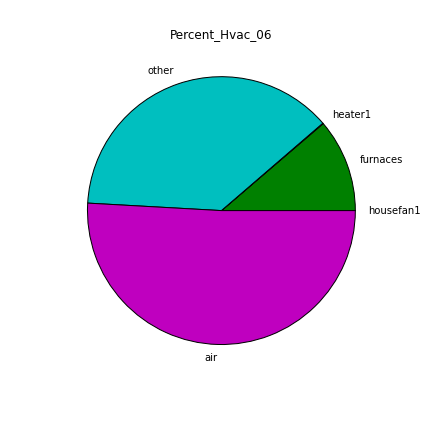 Percent_Hvac_06
other
heater1
furnaces
housefan1
air